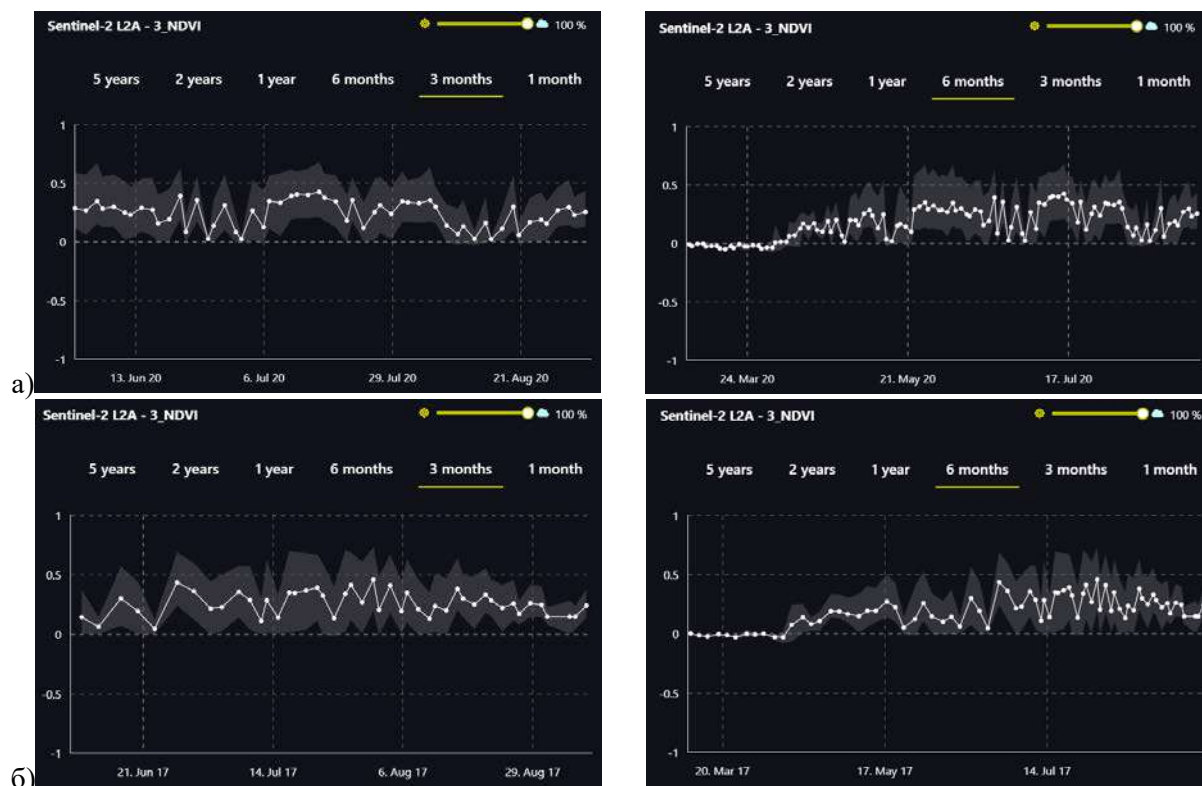 Sentinel-2 L2A - 3_NDVI 100 %
5 years 2 years 1 year 6 months 3 months 1 month
1
0.5
0
-0.5
-1
13. Jun 20 6. Jul 20 29. Jul 20 21. Aug 20
а)
Sentinel-2 L2A - 3_NDVI 100 %
5 years 2 years 1 year 6 months 3 months 1 month
1
0.5
0
-0.5
-1
24. Mar 20 21. May 20 17. Jul 20
Sentinel-2 L2A - 3_NDVI 100 %
5 years 2 years 1 year 6 months 3 months 1 month
1
0.5
0
-0.5
-1
21. Jun 17 14. Jul 17 6. Aug 17 29. Aug 17
б)
Sentinel-2 L2A - 3_NDVI 100 %
5 years 2 years 1 year 6 months 3 months 1 month
1
0.5
0
-0.5
-1
20. Mar 17 17. May 17 14. Jul 17